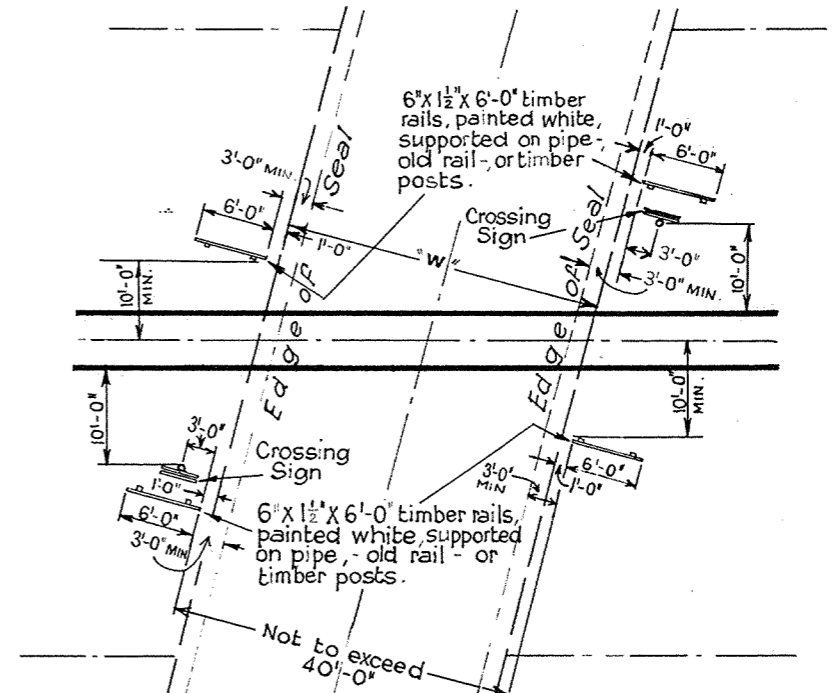 6"X1½"X6'-0" timber
rails, painted white,
supported on pipe-
old rail-, or timber
posts.
1'-0"
6'-0"
3'-0" MIN.
Seal
6'-0"
1'-0"
"W"
Crossing
Sign
3'-0"
3'-0" MIN.
10'-0"
10'-0"
MIN.
Edge of
Edge of Seal
10'-0"
10'-0"
MIN.
3'-0"
Crossing
Sign
1'-0"
6'-0"
3'-0" MIN
3'-0"
MIN
6'-0"
1'-0"
6"X1½"X6'-0" timber rails,
painted white, supported
on pipe,- old rail - or
timber posts.
Not to exceed
40'-0"